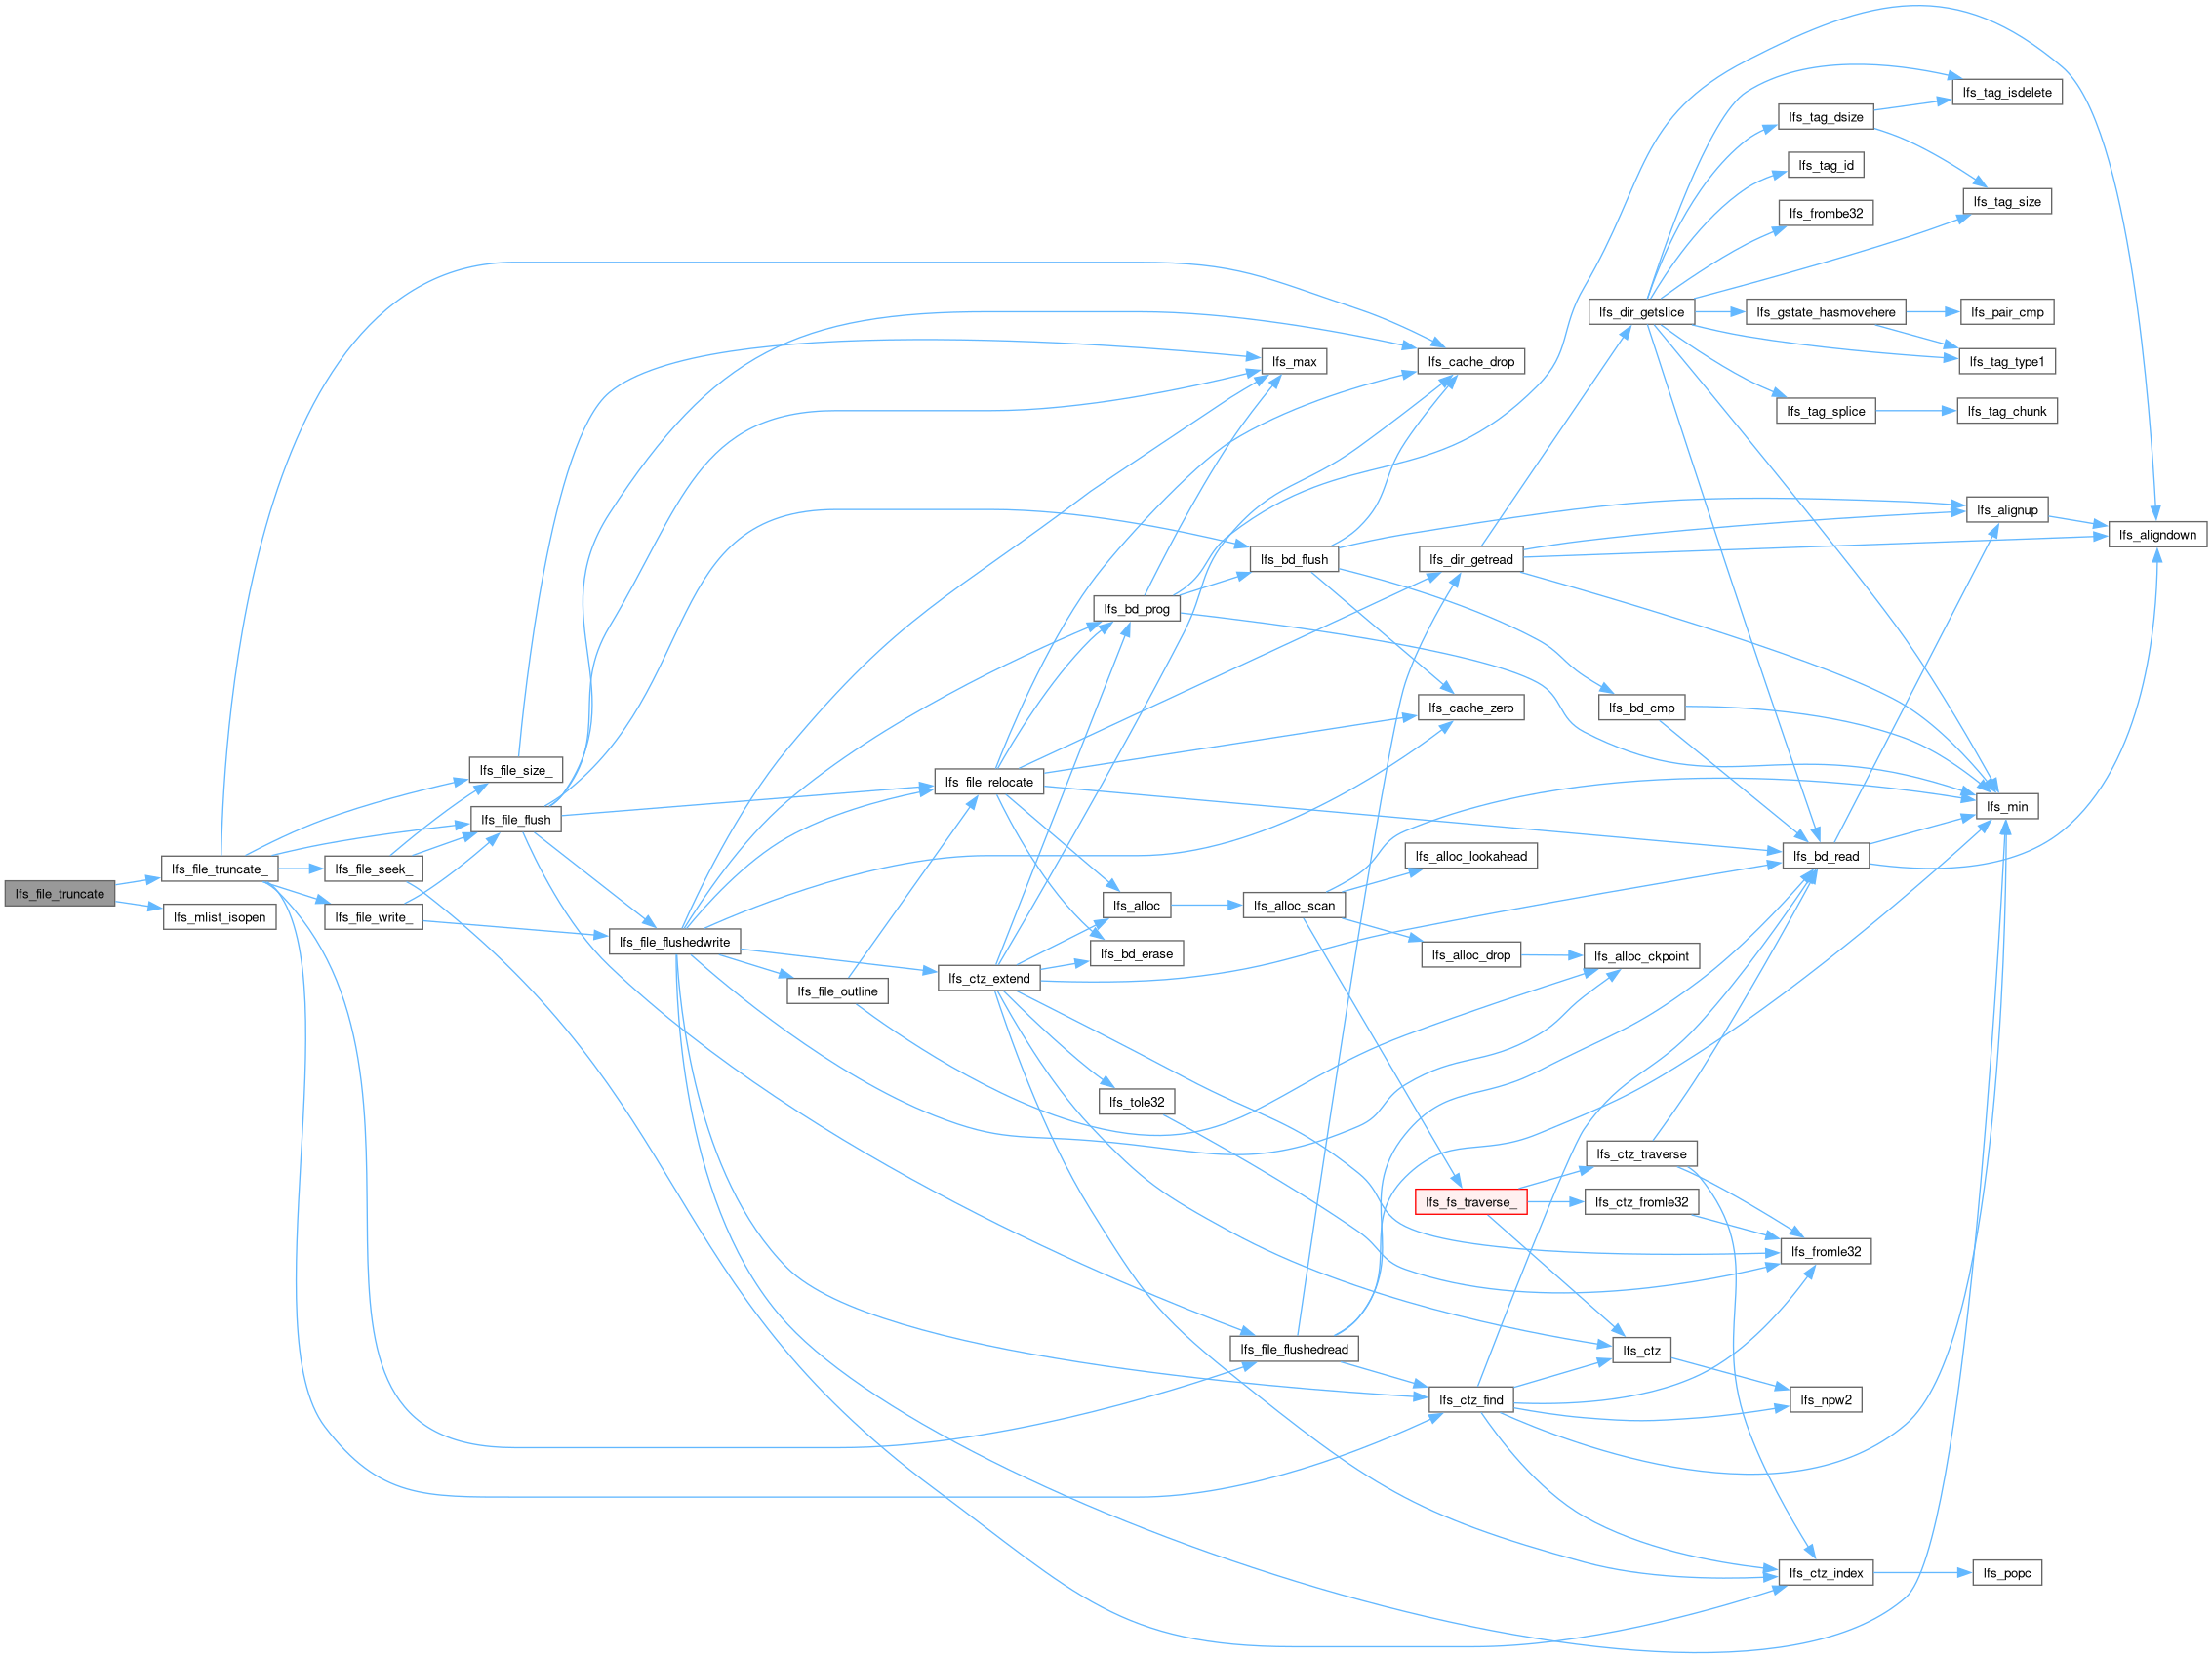 lfs_file_truncate
lfs_file_truncate_
lfs_mlist_isopen
lfs_file_size_
lfs_file_seek_
lfs_file_write_
lfs_file_flush
lfs_file_flushedwrite
lfs_file_outline
lfs_file_relocate
lfs_ctz_extend
lfs_bd_prog
lfs_alloc
lfs_bd_erase
lfs_tole32
lfs_max
lfs_bd_flush
lfs_alloc_scan
lfs_file_flushedread
lfs_cache_drop
lfs_dir_getread
lfs_cache_zero
lfs_alloc_lookahead
lfs_alloc_drop
lfs_fs_traverse_
lfs_ctz_find
lfs_dir_getslice
lfs_bd_cmp
lfs_alloc_ckpoint
lfs_ctz_traverse
lfs_ctz_fromle32
lfs_ctz
lfs_tag_dsize
lfs_tag_id
lfs_frombe32
lfs_gstate_hasmovehere
lfs_tag_splice
lfs_bd_read
lfs_fromle32
lfs_npw2
lfs_ctz_index
lfs_tag_isdelete
lfs_tag_size
lfs_pair_cmp
lfs_tag_type1
lfs_tag_chunk
lfs_alignup
lfs_min
lfs_popc
lfs_aligndown